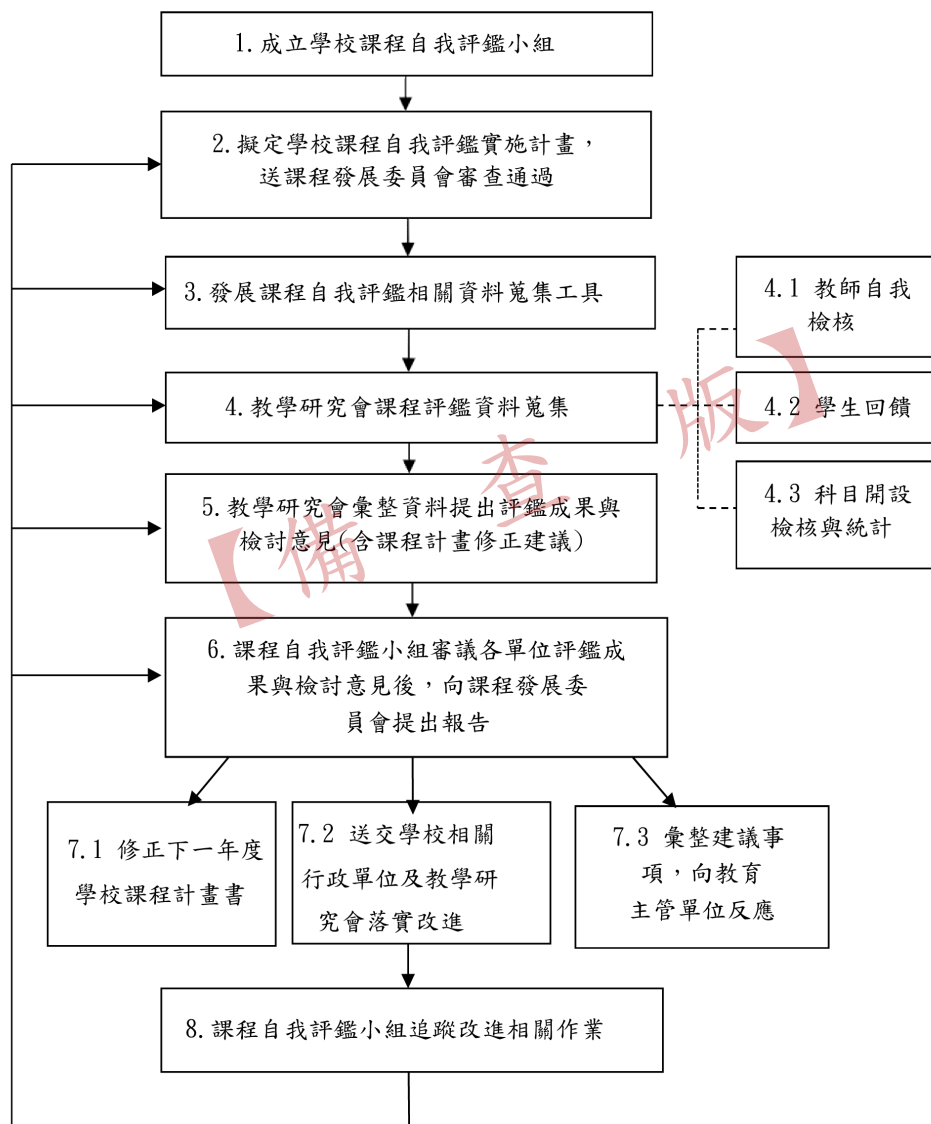 1.成立學校課程自我評鑑小組
2.擬定學校課程自我評鑑實施計畫，
送課程發展委員會審查通過
3.發展課程自我評鑑相關資料蒐集工具
4.教學研究會課程評鑑資料蒐集
4.1 教師自我
檢核
4.2 學生回饋
4.3 科目開設
檢核與統計
5.教學研究會彙整資料提出評鑑成果與
檢討意見(含課程計畫修正建議)
6.課程自我評鑑小組審議各單位評鑑成
果與檢討意見後，向課程發展委
員會提出報告
7.1 修正下一年度
學校課程計畫書
7.2 送交學校相關
行政單位及教學研
究會落實改進
7.3 彙整建議事
項，向教育
主管單位反應
8.課程自我評鑑小組追蹤改進相關作業
【備查版】